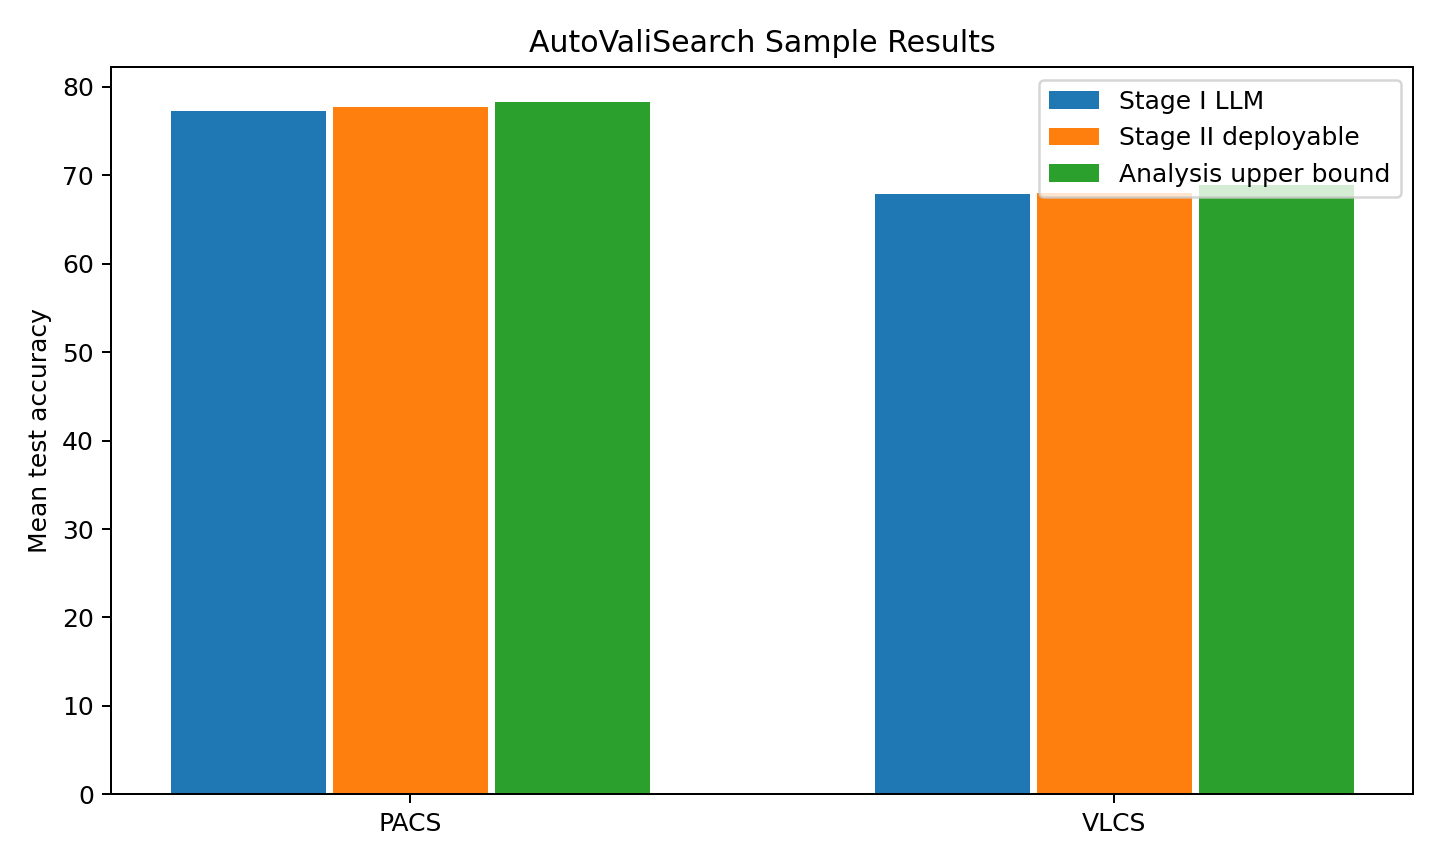 AutoValiSearch Sample Results
Stage I LLM
Stage II deployable
Analysis upper bound
Mean test accuracy
80
70
60
50
40
30
20
10
0
PACS
VLCS